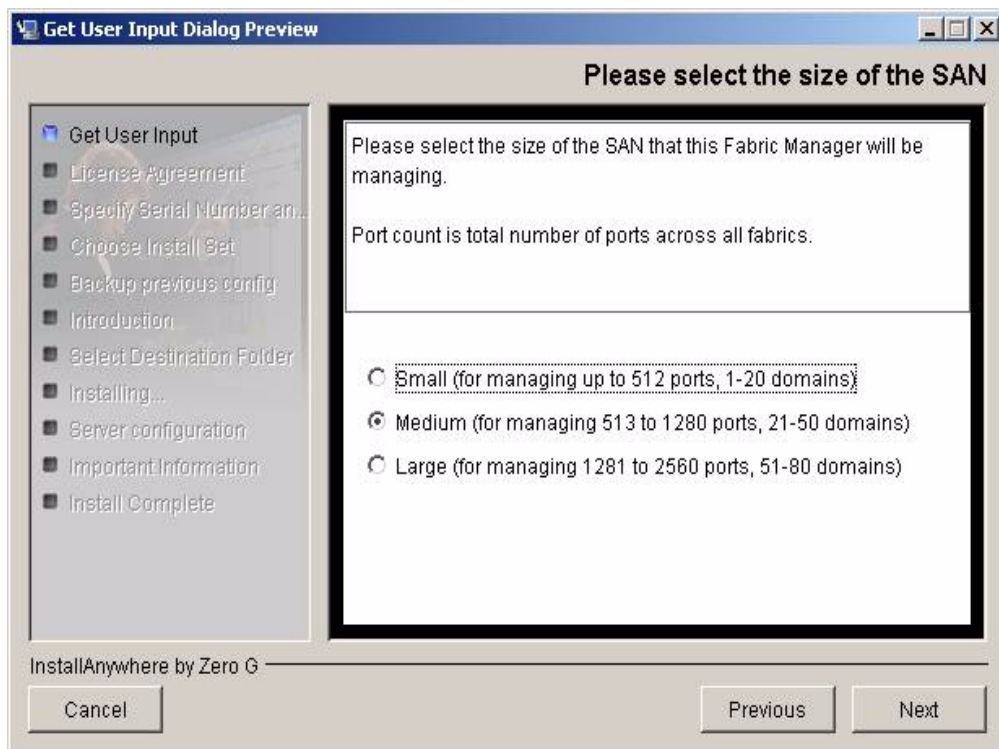 Get User Input Dialog Preview
Please select the size of the SAN
Get User Input
License Agreement
Specify Serial Number an...
Choose Install Set
Backup previous config
Introduction
Select Destination Folder
Installing...
Server configuration
Important Information
Install Complete
Please select the size of the SAN that this Fabric Manager will be
managing.
Port count is total number of ports across all fabrics.
Small (for managing up to 512 ports, 1-20 domains)
Medium (for managing 513 to 1280 ports, 21-50 domains)
Large (for managing 1281 to 2560 ports, 51-80 domains)
InstallAnywhere by Zero G
Cancel
Previous
Next